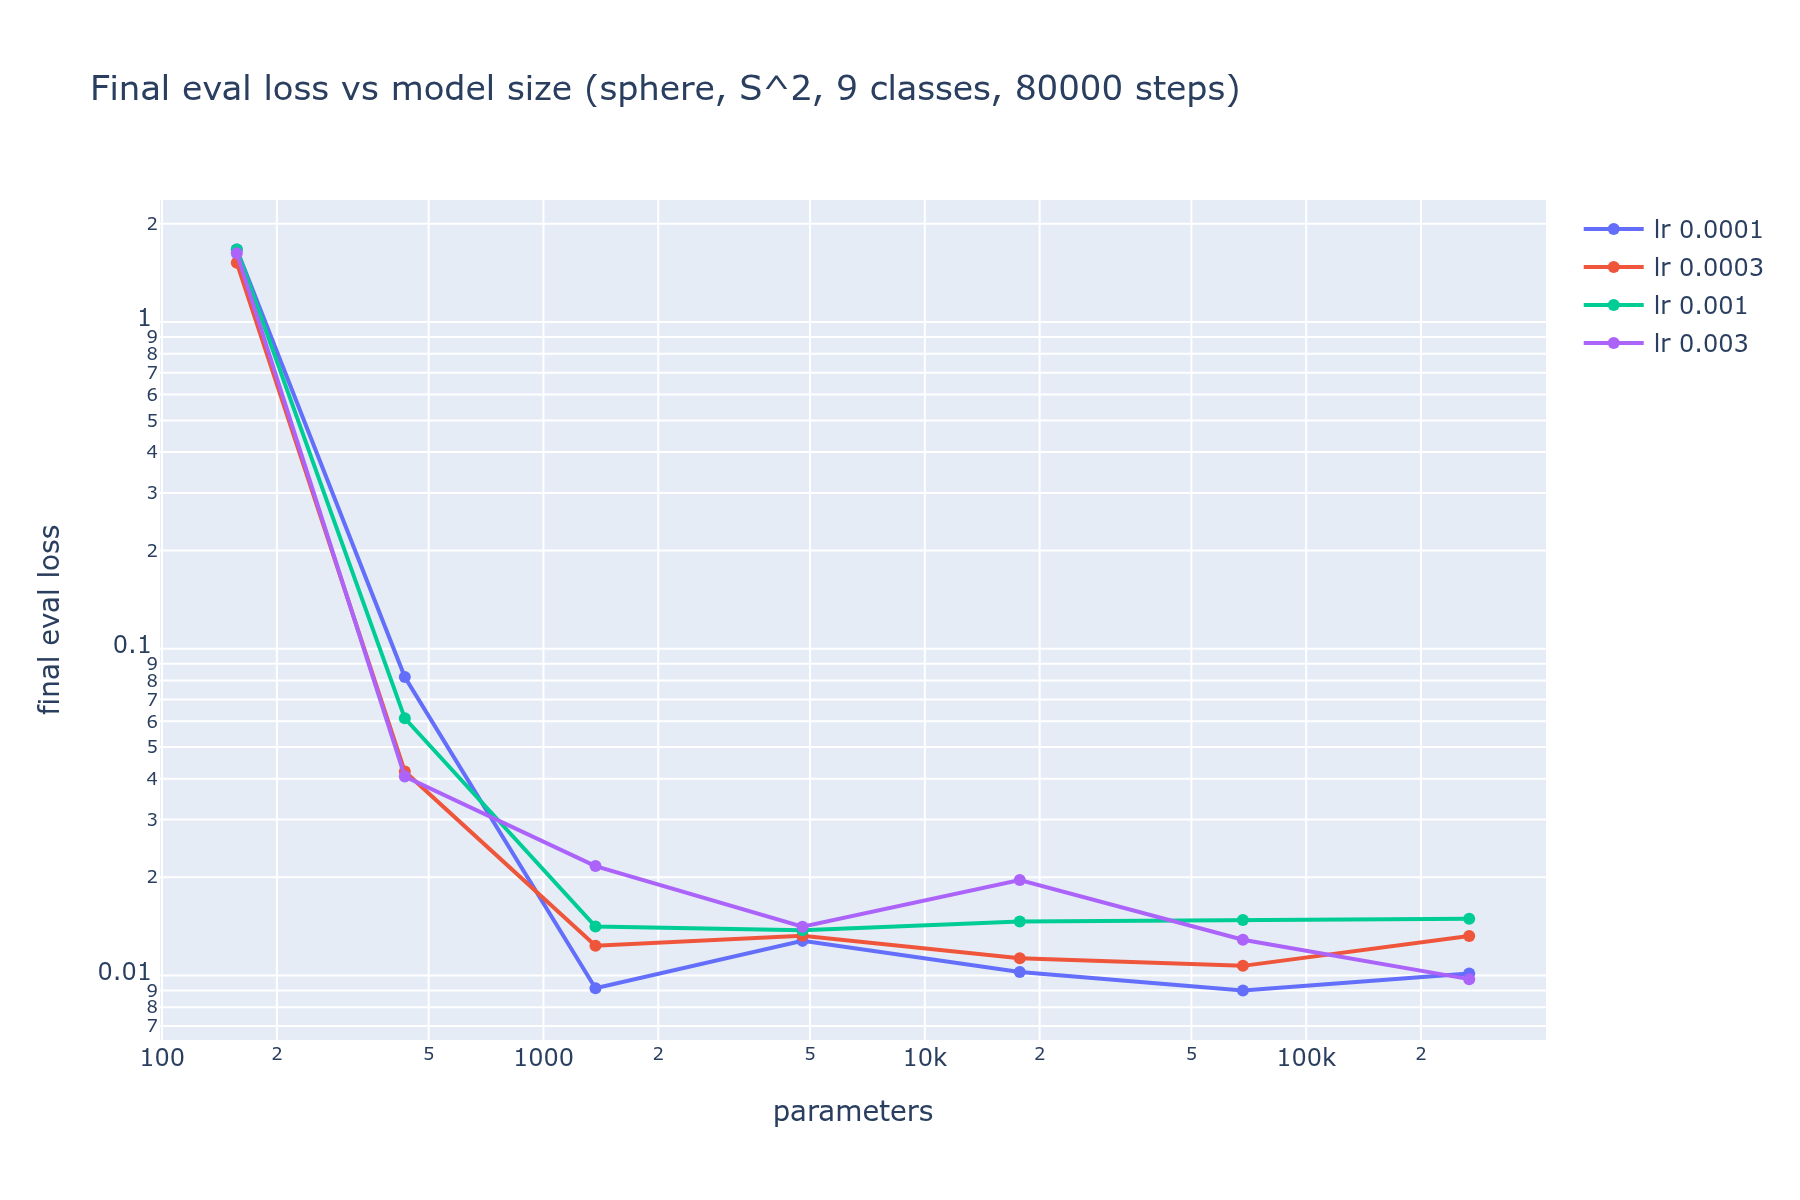 Final eval loss vs model size (sphere, S^2, 9 classes, 80000 steps)
lr 0.0001
lr 0.0003
lr 0.001
lr 0.003
final eval loss
2
1
9
8
7
6
5
4
3
2
0.1
9
8
7
6
5
4
3
2
0.01
9
8
7
100 2 5 1000 2 5 10k 2 5 100k 2
parameters